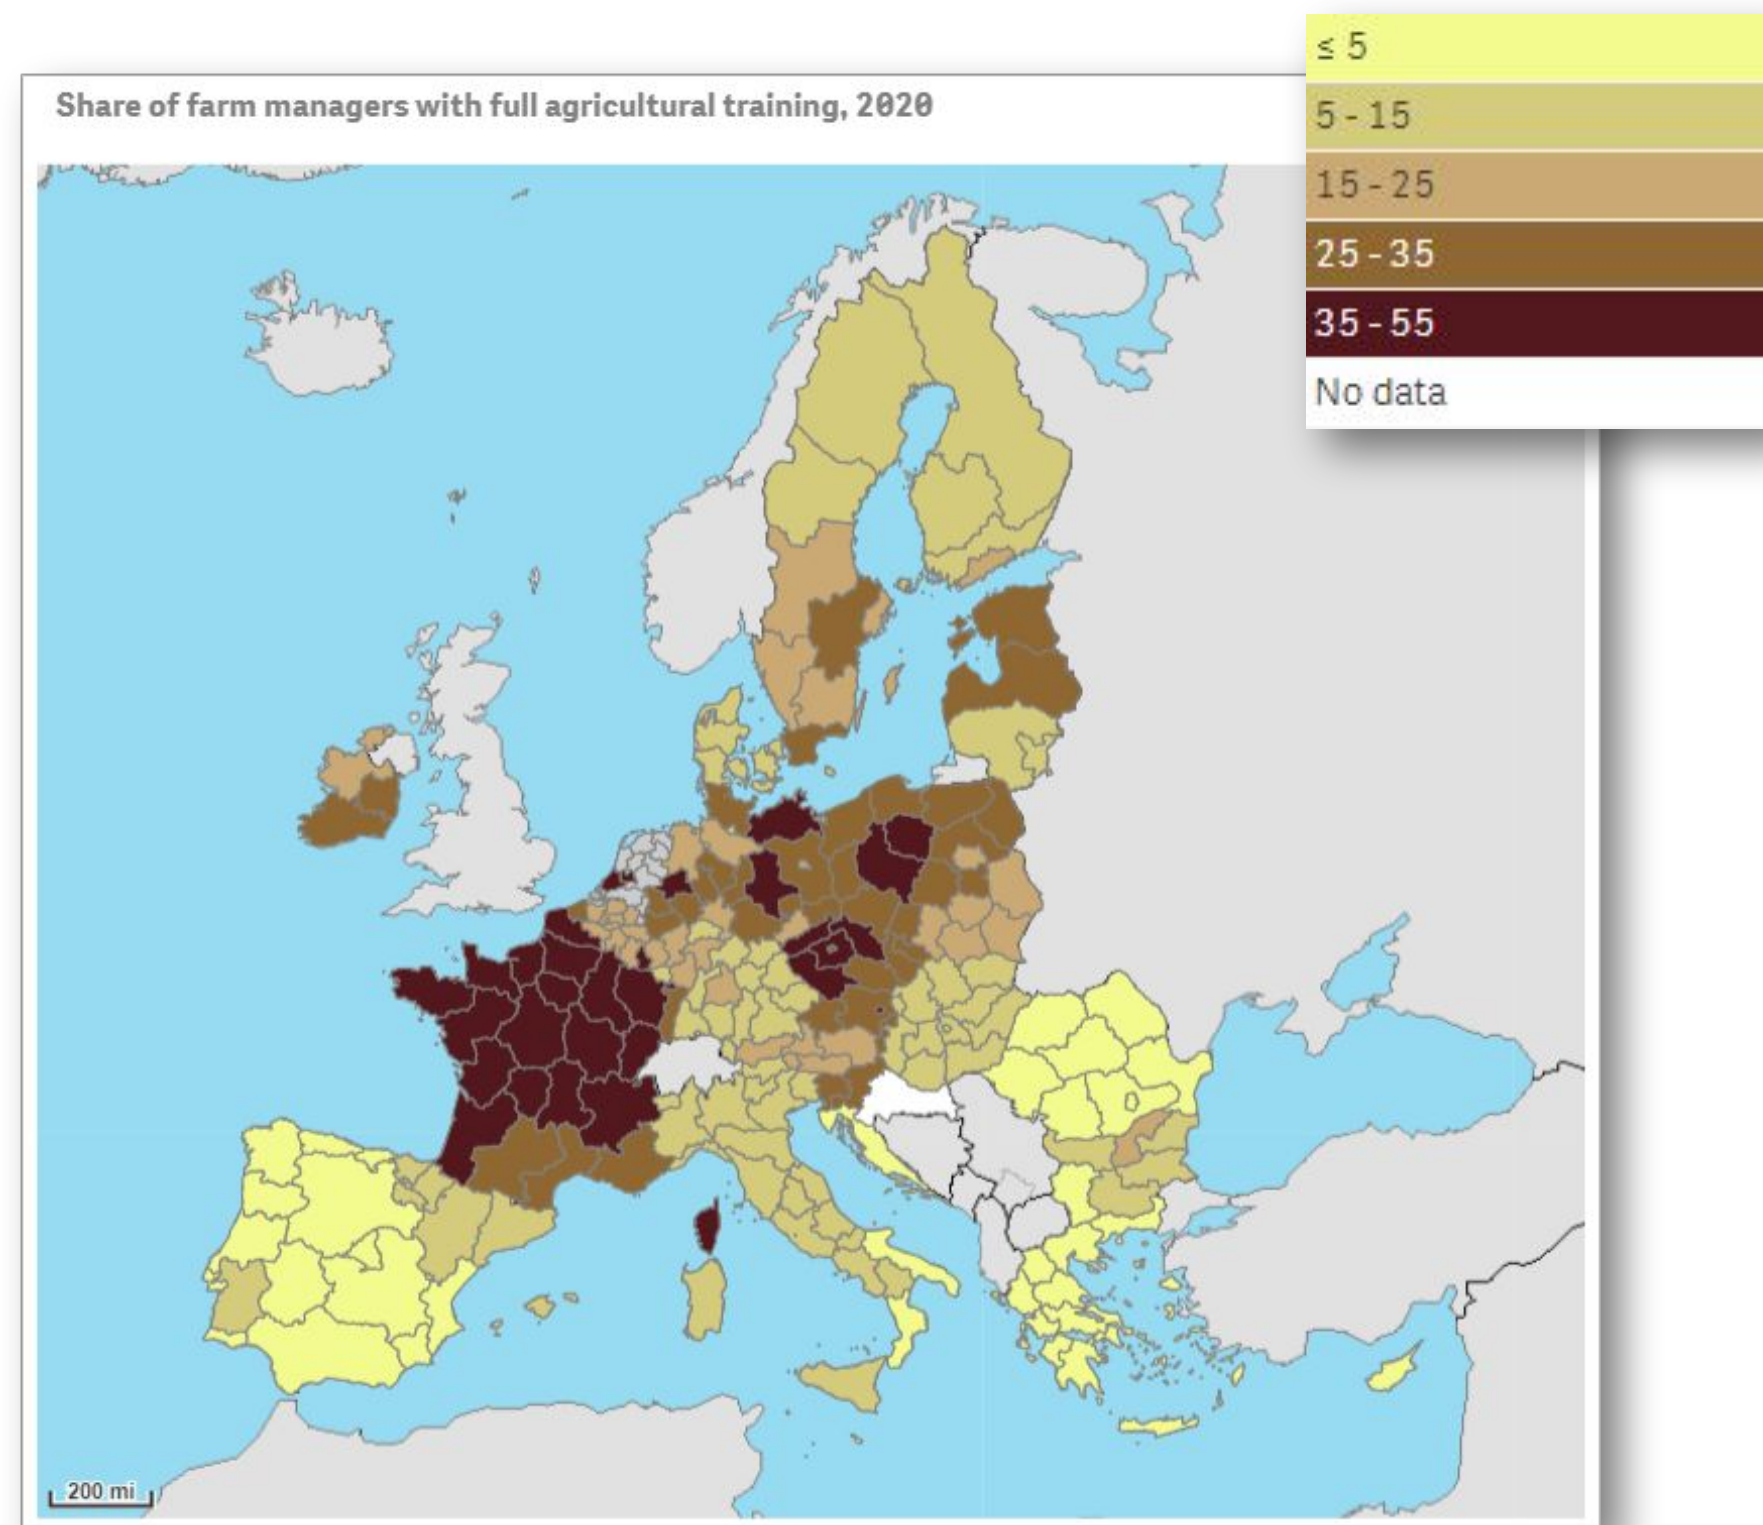 ≤ 5
Share of farm managers with full agricultural training, 2020
5 - 15
15 - 25
25 - 35
35 - 55
No data
200 mi